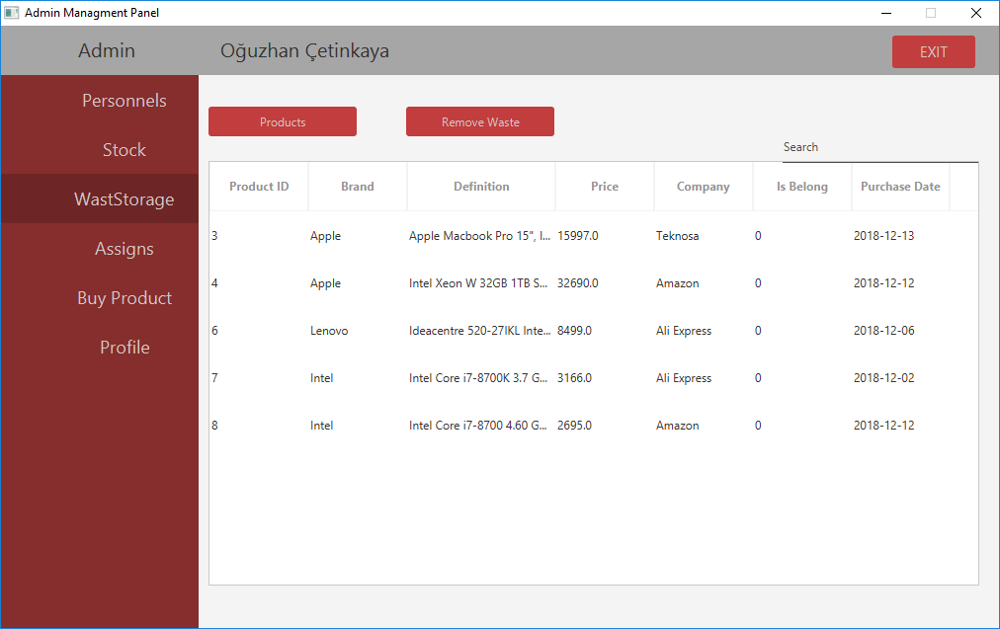 Admin Managment Panel
Admin Oğuzhan Çetinkaya EXIT
Personnels
Stock
WastStorage
Assigns
Buy Product
Profile
Products Remove Waste
Search
Product ID Brand Definition Price Company Is Belong Purchase Date
3 Apple Apple Macbook Pro 15", I... 15997.0 Teknosa 0 2018-12-13
4 Apple Intel Xeon W 32GB 1TB S... 32690.0 Amazon 0 2018-12-12
6 Lenovo Ideacentre 520-27IKL Inte... 8499.0 Ali Express 0 2018-12-06
7 Intel Intel Core i7-8700K 3.7 G... 3166.0 Ali Express 0 2018-12-02
8 Intel Intel Core i7-8700 4.60 G... 2695.0 Amazon 0 2018-12-12